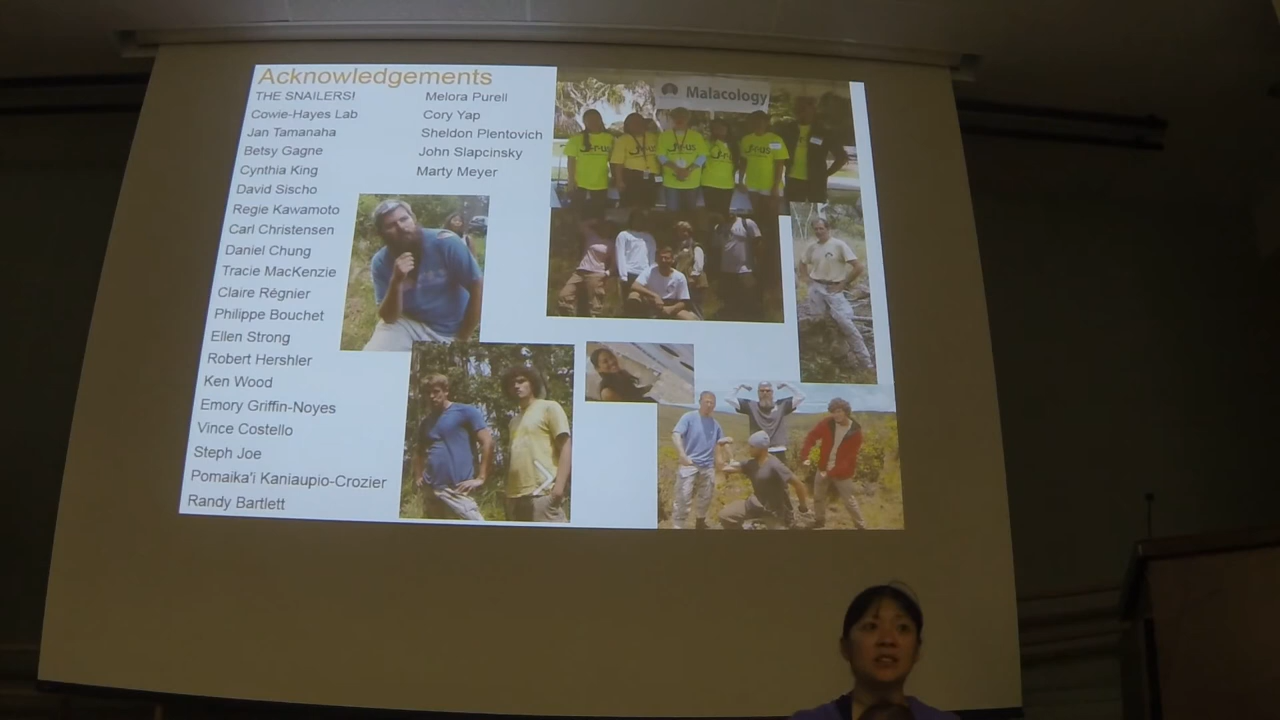 Acknowledgements
THE SNAILERS!
Cowie-Hayes Lab
Jan Tamanaha
Betsy Gagne
Cynthia King
David Sischo
Regie Kawamoto
Carl Christensen
Daniel Chung
Tracie MacKenzie
Claire Régnier
Philippe Bouchet
Ellen Strong
Robert Hershler
Ken Wood
Emory Griffin-Noyes
Vince Costello
Steph Joe
Pomaika'i Kaniaupio-Crozier
Randy Bartlett
Melora Purell
Cory Yap
Sheldon Plentovich
John Slapcinsky
Marty Meyer
Malacology